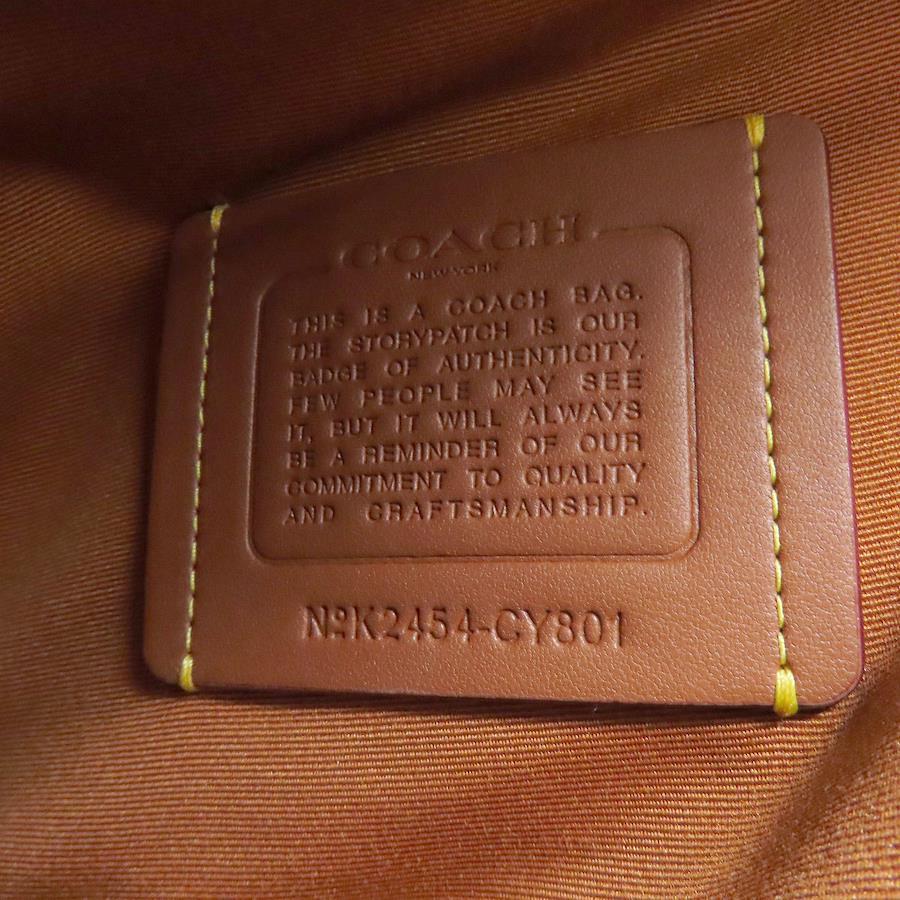 COACH
NEW YORK
THIS IS A COACH BAG.
THE STORYPATCH IS OUR
BADGE OF AUTHENTICITY.
FEW PEOPLE MAY SEE
IT, BUT IT WILL ALWAYS
BE A REMINDER OF OUR
COMMITMENT TO QUALITY
AND CRAFTSMANSHIP.
NºK2454-CY801